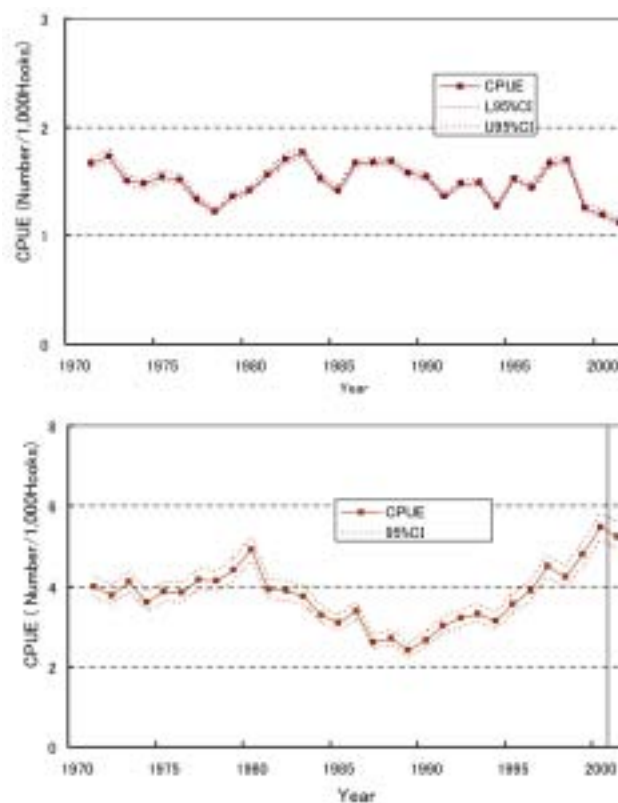 3
CPUE (Number/1,000Hooks)
CPUE
L95%CI
U95%CI
2
1
0
1970 1975 1980 1985 1990 1995 2000
Year
8
CPUE ( Number/1,000Hooks)
6
CPUE
95%CI
4
2
0
1970 1975 1980 1985 1990 1995 2000
Year